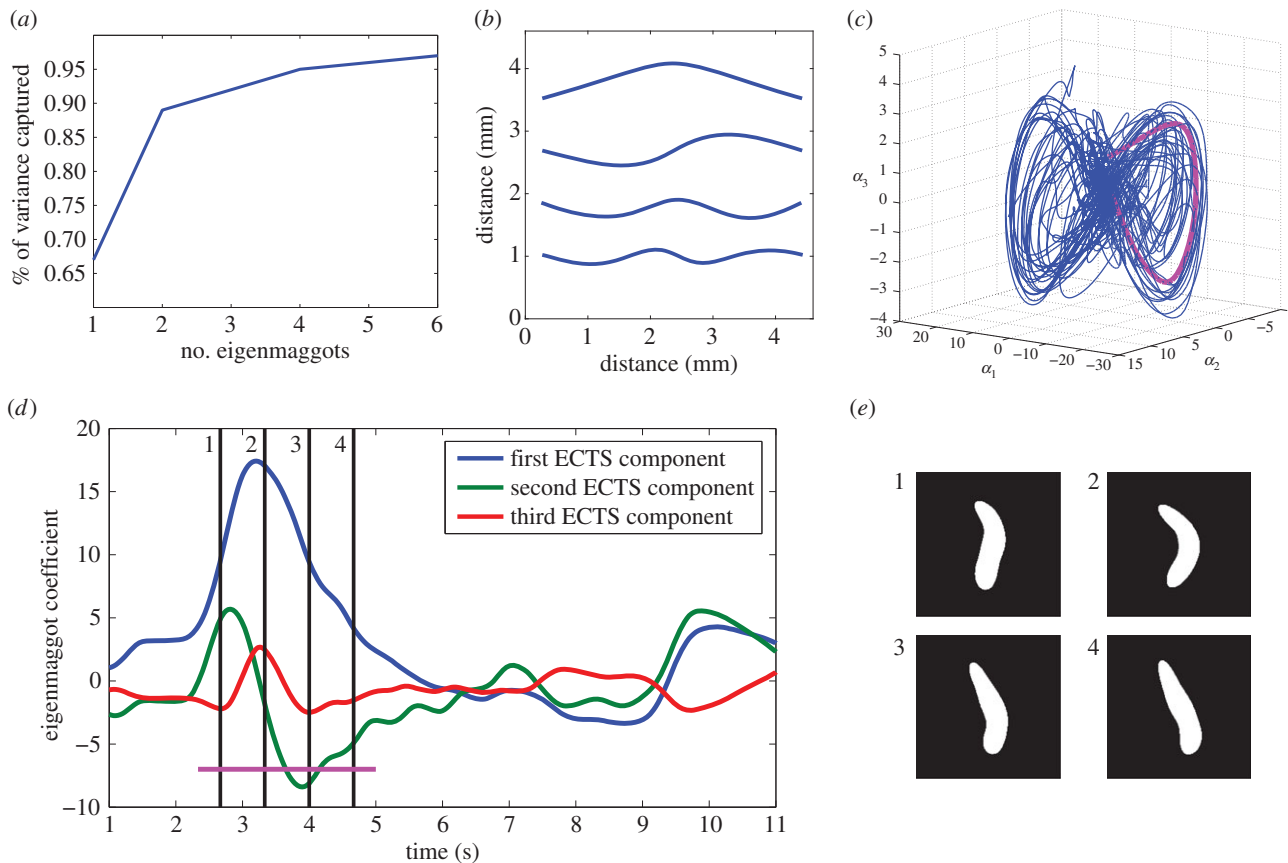 (a)
0.95
0.90
0.85
0.80
0.75
0.70
0.65
% of variance captured
1 2 3 4 5 6
no. eigenmaggots
(b)
4
3
2
1
0
distance (mm)
0 1 2 3 4
distance (mm)
(c)
5
4
3
2
1
0
−1
−2
−3
−4
α3
30 20 10 0 −10 −20 −30
α1
15 10 5 0 −5
α2
(d)
20
15
10
5
0
−5
−10
eigenmaggot coefficient
1 2 3 4
first ECTS component
second ECTS component
third ECTS component
1 2 3 4 5 6 7 8 9 10 11
time (s)
(e)
1
2
3
4